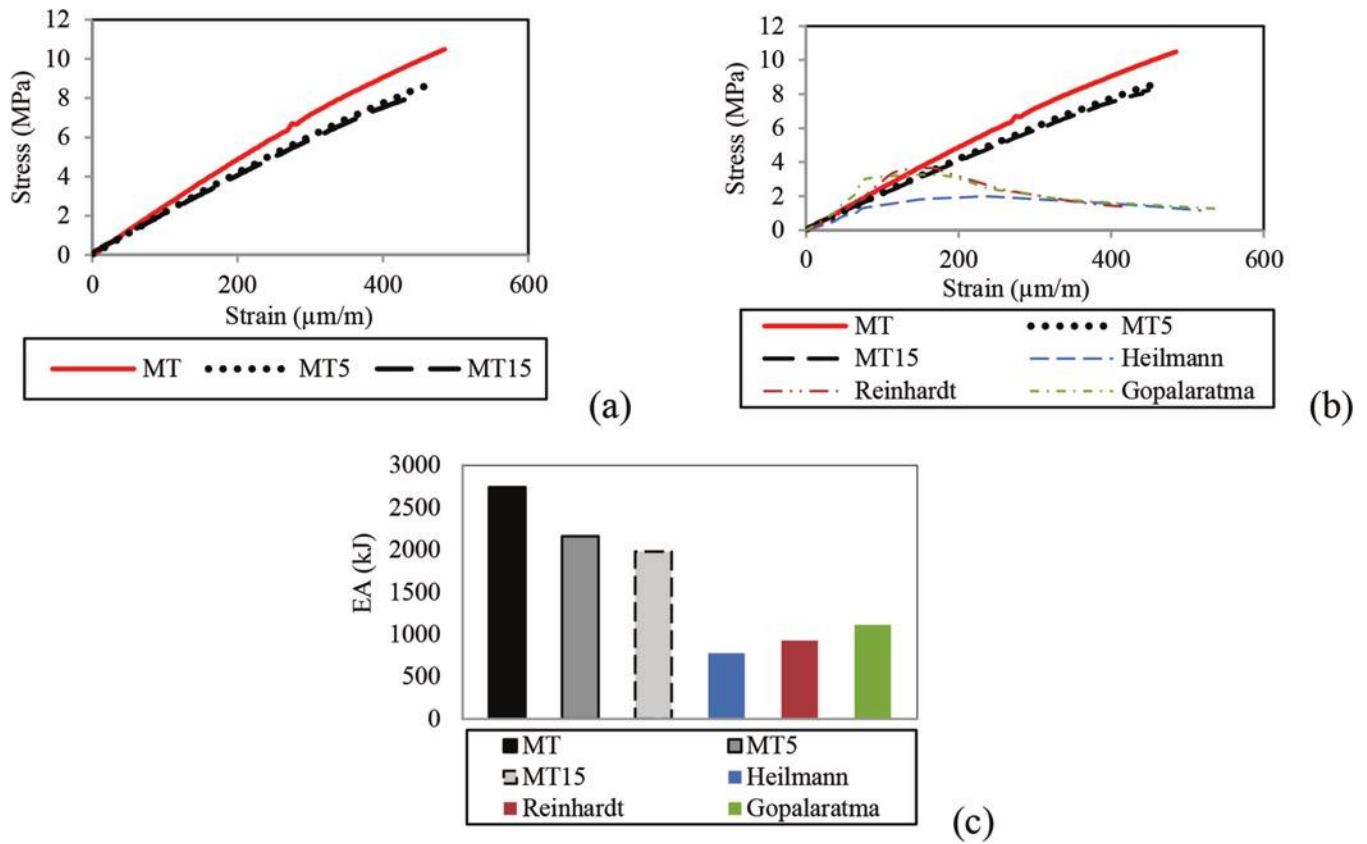 12
10
8
6
4
2
0
Stress (MPa)
0 200 400 600
Strain (µm/m)
MT MT5 MT15
(a)
12
10
8
6
4
2
0
Stress (MPa)
0 200 400 600
Strain (µm/m)
MT MT5
MT15 Heilmann
Reinhardt Gopalaratma
(b)
3000
2500
2000
1500
1000
500
0
EA (kJ)
MT MT5
MT15 Heilmann
Reinhardt Gopalaratma
(c)